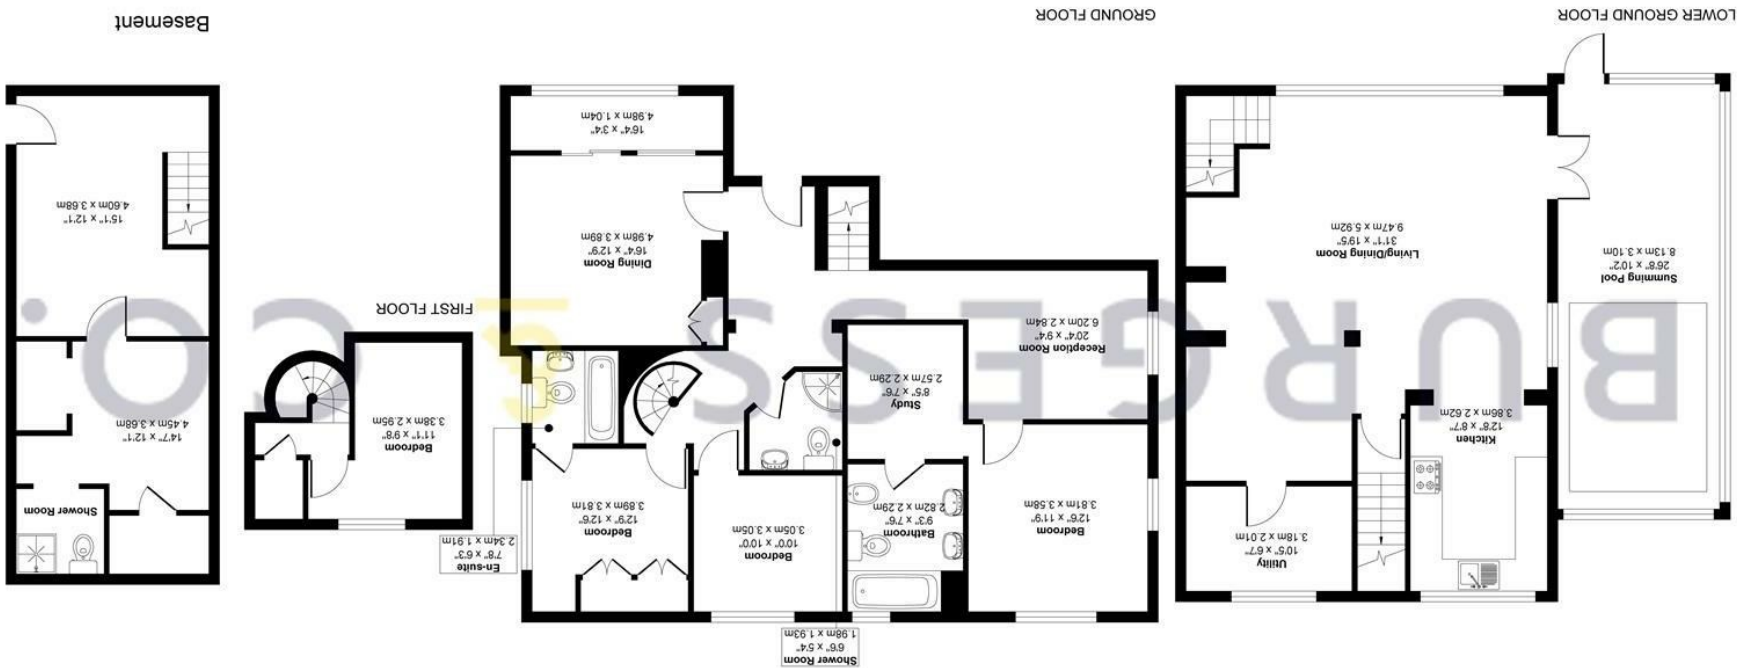 Kitchen
12'8" x 8'7"
3.86m x 2.62m
Utility
10'5" x 6'7"
3.18m x 2.01m
Summing Pool
26'8" x 10'2"
8.13m x 3.10m
Living/Dining Room
31'1" x 19'5"
9.47m x 5.92m
LOWER GROUND FLOOR
Shower Room
6'6" x 5'4"
1.98m x 1.93m
Bedroom
12'6" x 11'9"
3.81m x 3.58m
Bathroom
9'3" x 7'6"
2.82m x 2.29m
Bedroom
10'0" x 10'0"
3.05m x 3.05m
Bedroom
12'9" x 12'6"
3.89m x 3.81m
En-suite
7'8" x 6'3"
2.34m x 1.91m
Study
8'5" x 7'6"
2.57m x 2.29m
Reception Room
20'4" x 9'4"
6.20m x 2.84m
Dining Room
16'4" x 12'9"
4.98m x 3.89m
16'4" x 3'4"
4.98m x 1.04m
GROUND FLOOR
Bedroom
11'1" x 9'8"
3.38m x 2.95m
FIRST FLOOR
Shower Room
14'7" x 12'1"
4.45m x 3.68m
15'1" x 12'1"
4.60m x 3.68m
Basement
BURGESS & CO.